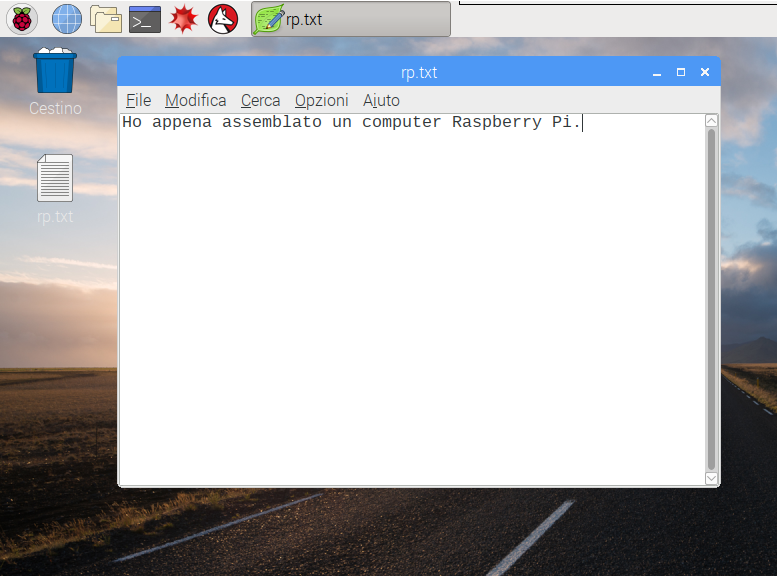 rp.txt
rp.txt
File Modifica Cerca Opzioni Aiuto
Ho appena assemblato un computer Raspberry Pi.
Cestino
rp.txt